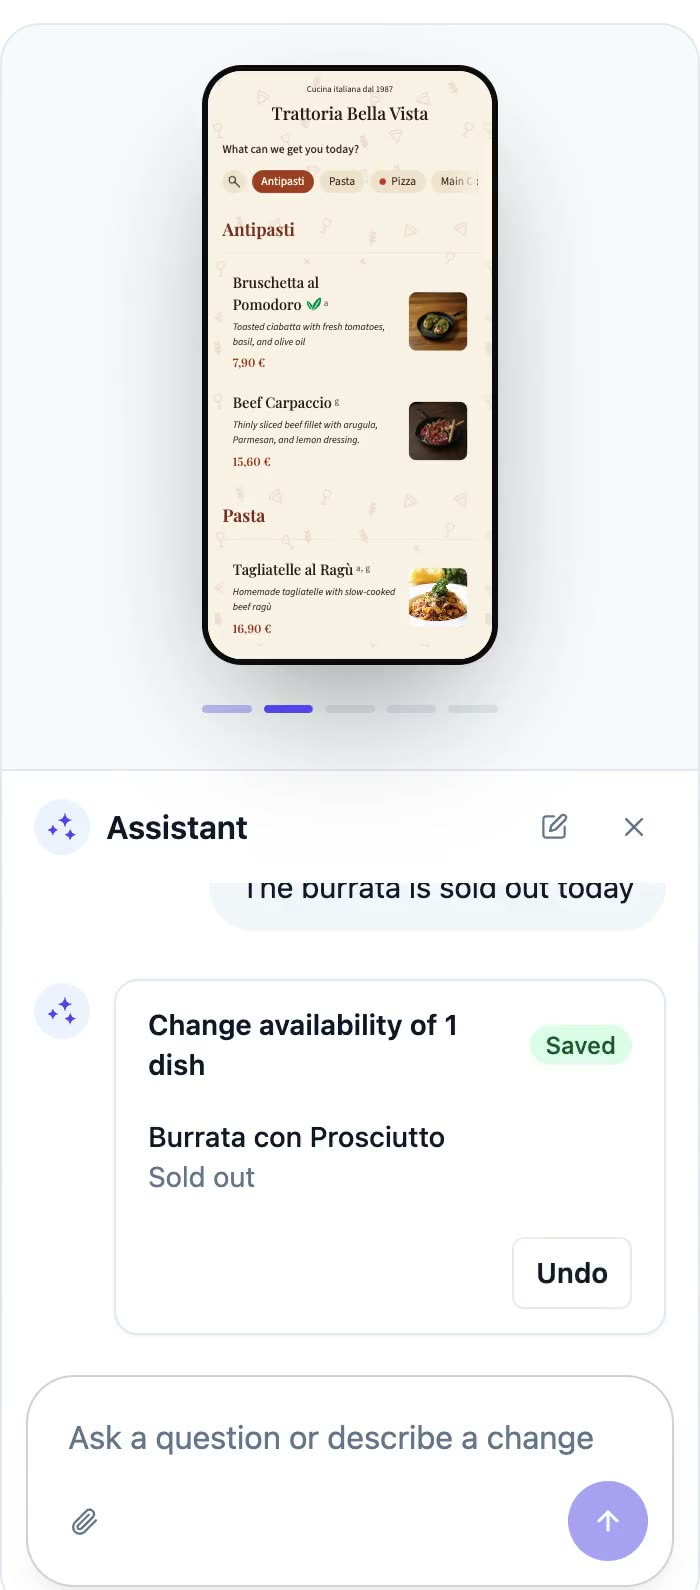 Cucina italiana dal 1987
Trattoria Bella Vista
What can we get you today?
Antipasti Pasta Pizza Main
Antipasti
Bruschetta al
Pomodoro a
Toasted ciabatta with fresh tomatoes,
basil, and olive oil
7,90 €
Beef Carpaccio g
Thinly sliced beef fillet with arugula,
Parmesan, and lemon dressing.
15,60 €
Pasta
Tagliatelle al Ragù a, g
Homemade tagliatelle with slow-cooked
beef ragù
16,90 €
Assistant
The burrata is sold out today
Change availability of 1
dish
Saved
Burrata con Prosciutto
Sold out
Undo
Ask a question or describe a change